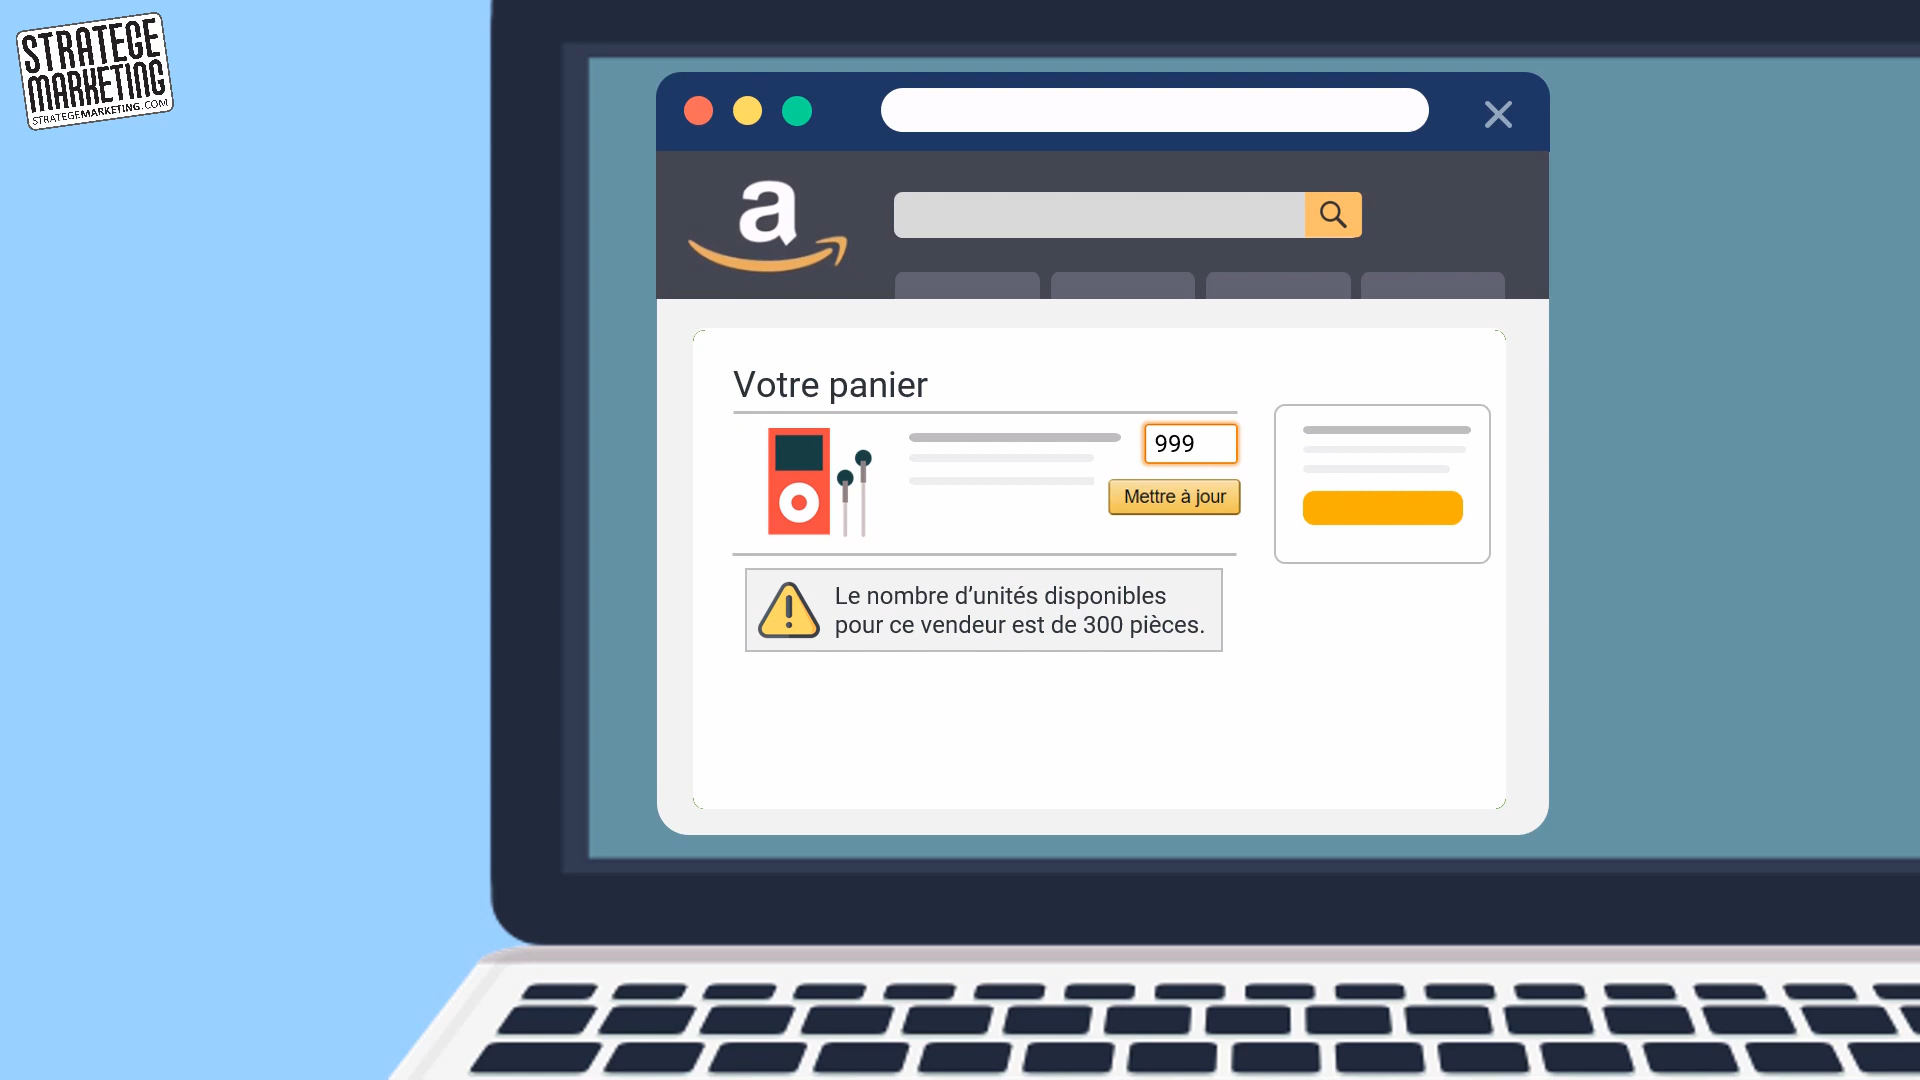 STRATEGE
MARKETING
STRATEGEMARKETING.COM
a
Votre panier
999
Mettre à jour
Le nombre d’unités disponibles
pour ce vendeur est de 300 pièces.